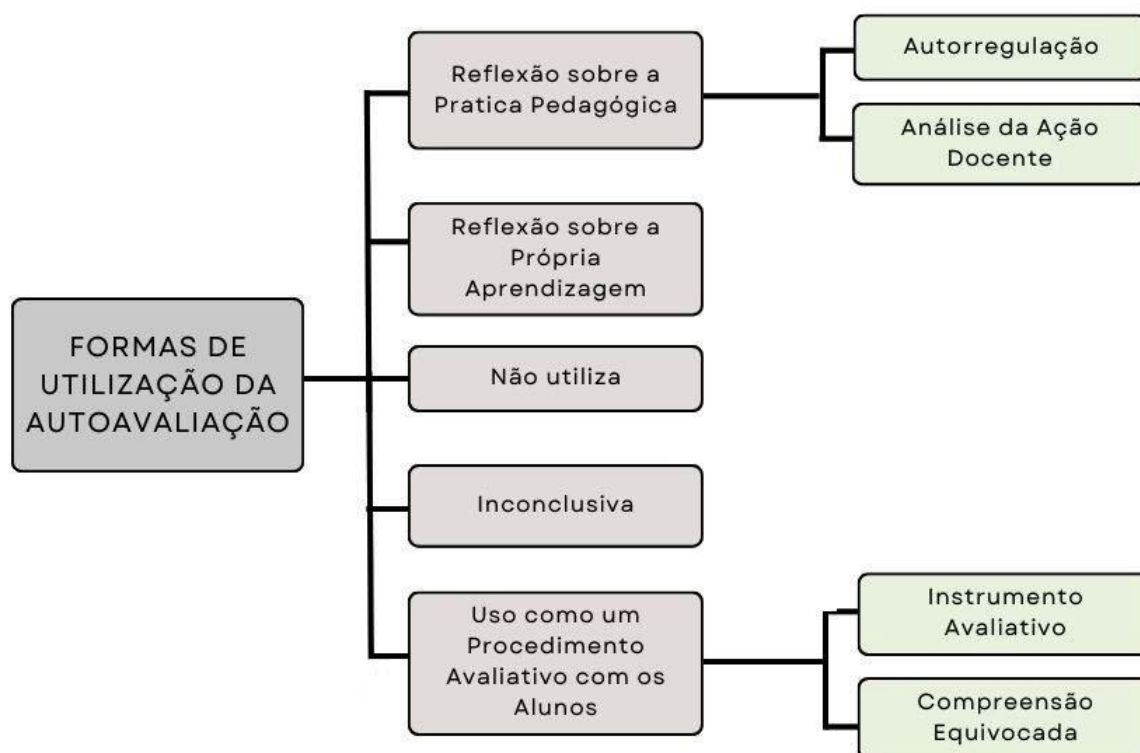 FORMAS DE
UTILIZAÇÃO DA
AUTOAVALIAÇÃO
Reflexão sobre a
Pratica Pedagógica
Autorregulação
Análise da Ação
Docente
Reflexão sobre a
Própria
Aprendizagem
Não utiliza
Inconclusiva
Uso como um
Procedimento
Avaliativo com os
Alunos
Instrumento
Avaliativo
Compreensão
Equivocada